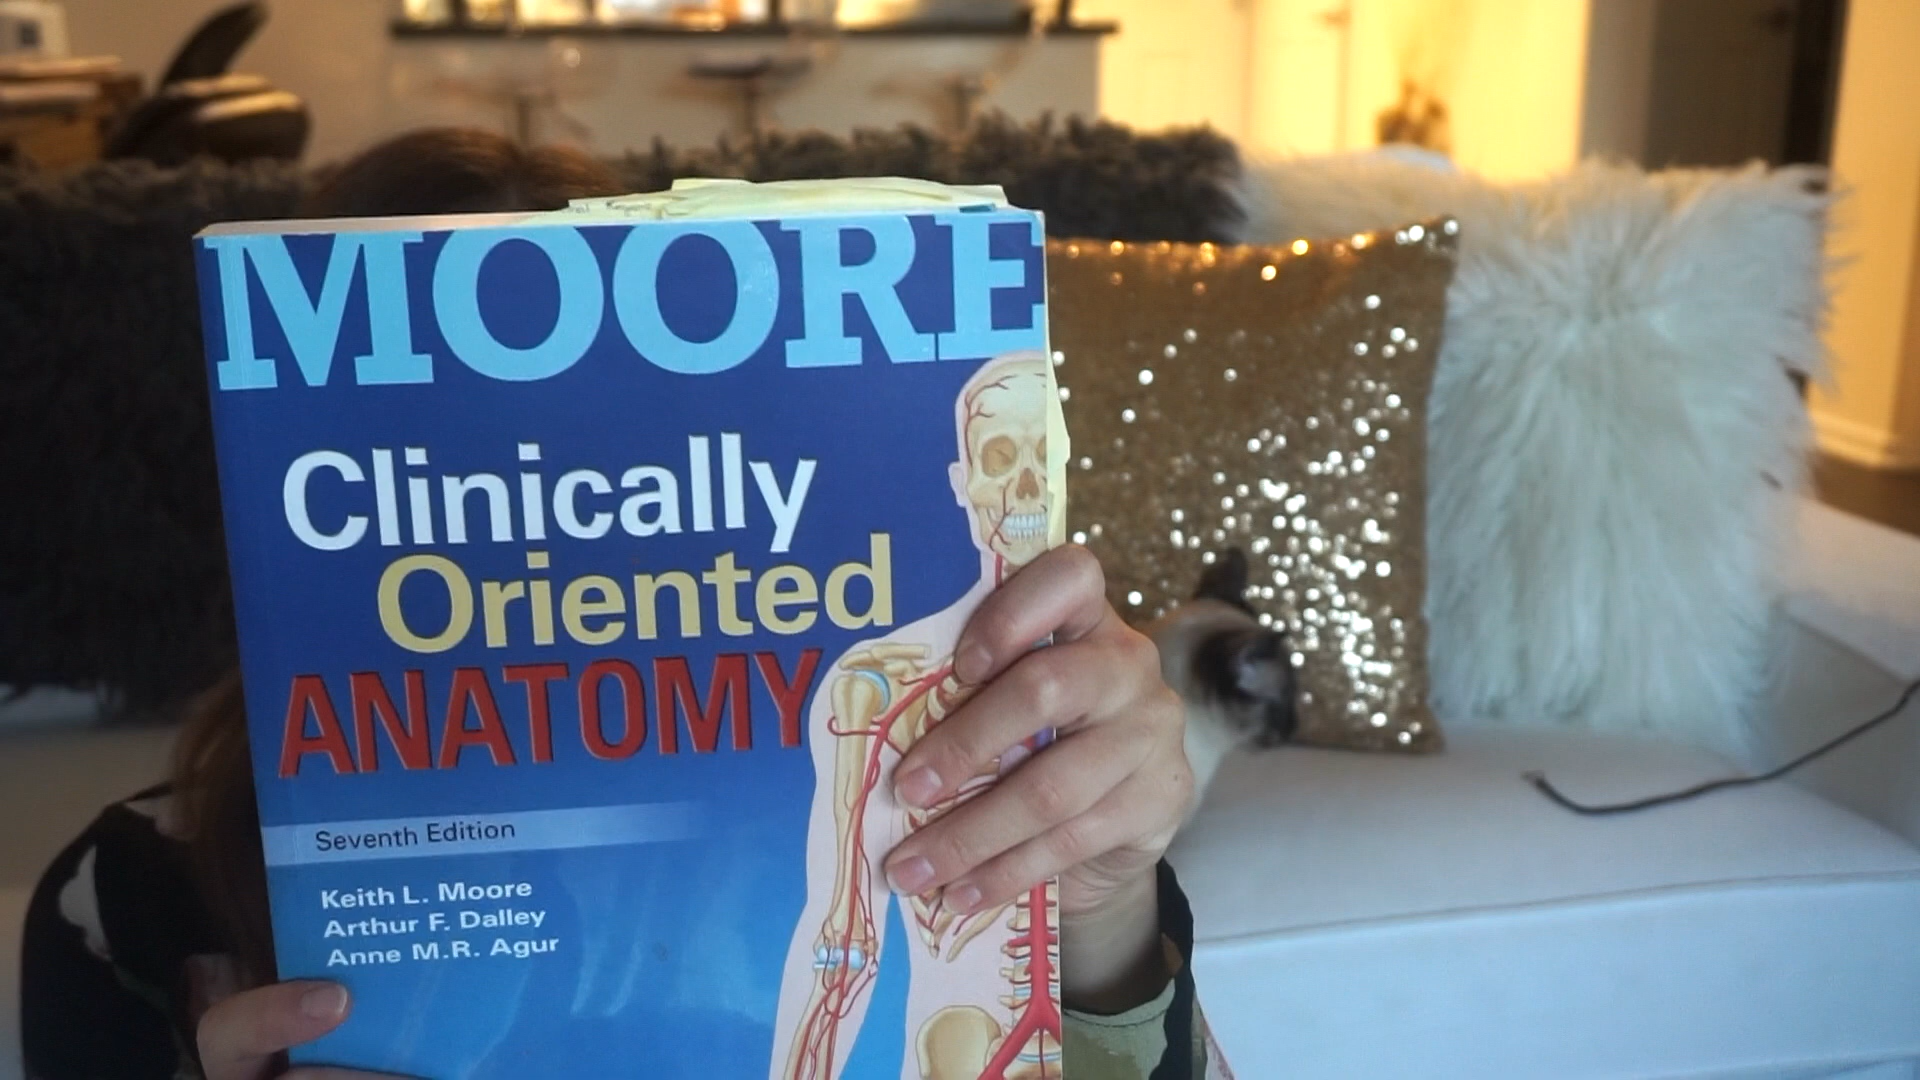 MOORE
Clinically
Oriented
ANATOMY
Seventh Edition
Keith L. Moore
Arthur F. Dalley
Anne M.R. Agur